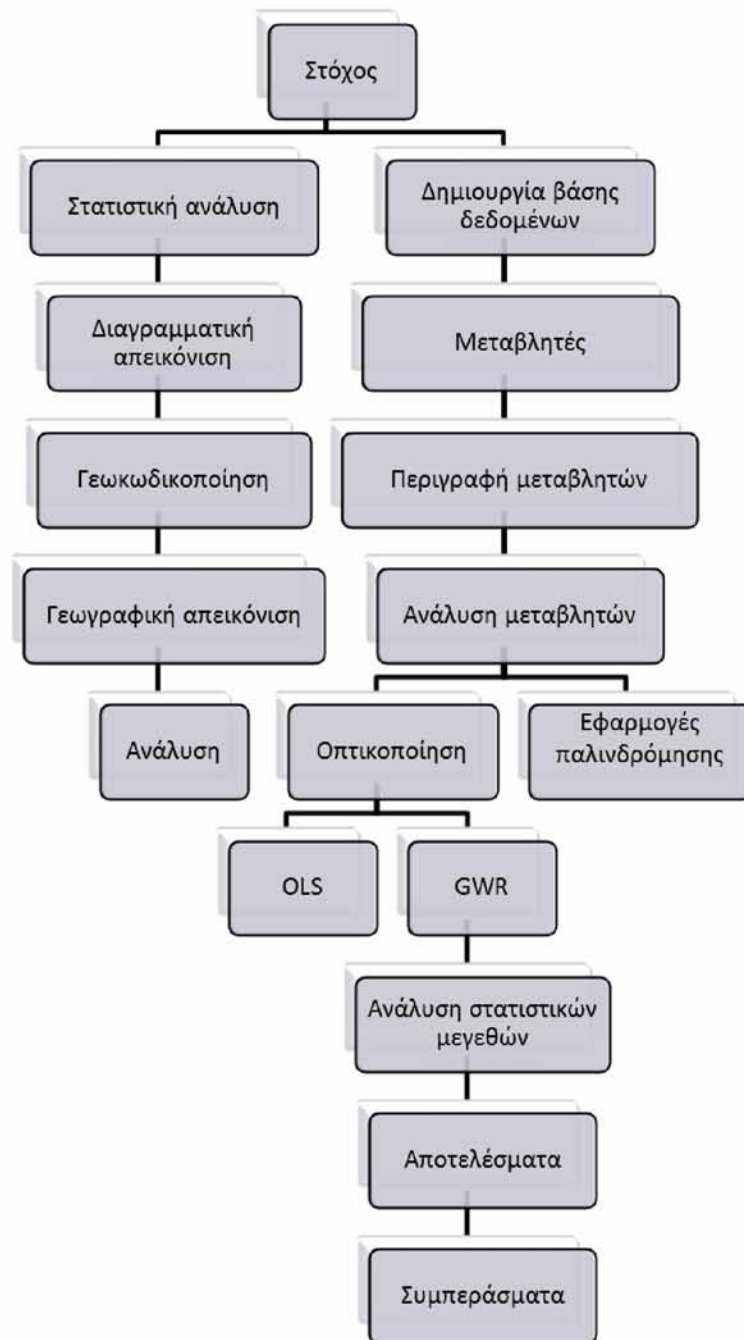 Στόχος
Στατιστική ανάλυση
Δημιουργία βάσης
δεδομένων
Διαγραμματική
απεικόνιση
Μεταβλητές
Γεωκωδικοποίηση
Περιγραφή μεταβλητών
Γεωγραφική απεικόνιση
Ανάλυση μεταβλητών
Ανάλυση
Οπτικοποίηση
Εφαρμογές
παλινδρόμησης
OLS
GWR
Ανάλυση στατιστικών
μεγεθών
Αποτελέσματα
Συμπεράσματα